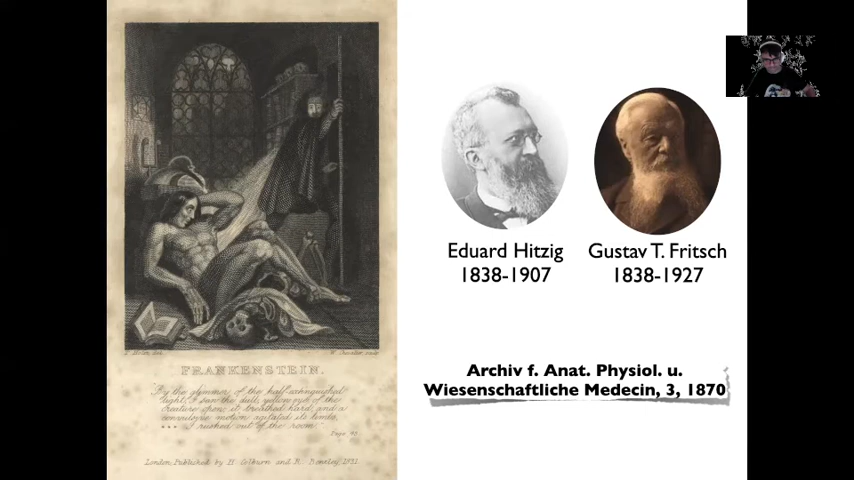 FRANKENSTEIN.
"By the glimmer of the half-extinguished
light, I saw the dull, yellow eye of the
creature open; it breathed hard, and a
convulsive motion agitated its limbs,
*** I rushed out of the room."
Page
London, Published by H. Colburn and R. Bentley, 1831.
Eduard Hitzig
1838-1907
Gustav T. Fritsch
1838-1927
Archiv f. Anat. Physiol. u.
Wiesenschaftliche Medecin, 3, 1870